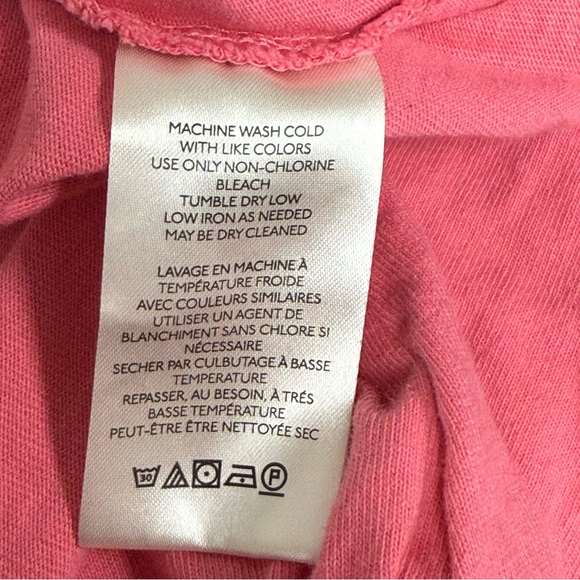 MACHINE WASH COLD
WITH LIKE COLORS
USE ONLY NON-CHLORINE
BLEACH
TUMBLE DRY LOW
LOW IRON AS NEEDED
MAY BE DRY CLEANED
LAVAGE EN MACHINE À
TEMPÉRATURE FROIDE
AVEC COULEURS SIMILAIRES
UTILISER UN AGENT DE
BLANCHIMENT SANS CHLORE SI
NÉCESSAIRE
SECHER PAR CULBUTAGE À BASSE
TEMPERATURE
REPASSER, AU BESOIN, À TRÉS
BASSE TEMPÉRATURE
PEUT-ÊTRE ÊTRE NETTOYÉE SEC
30 P